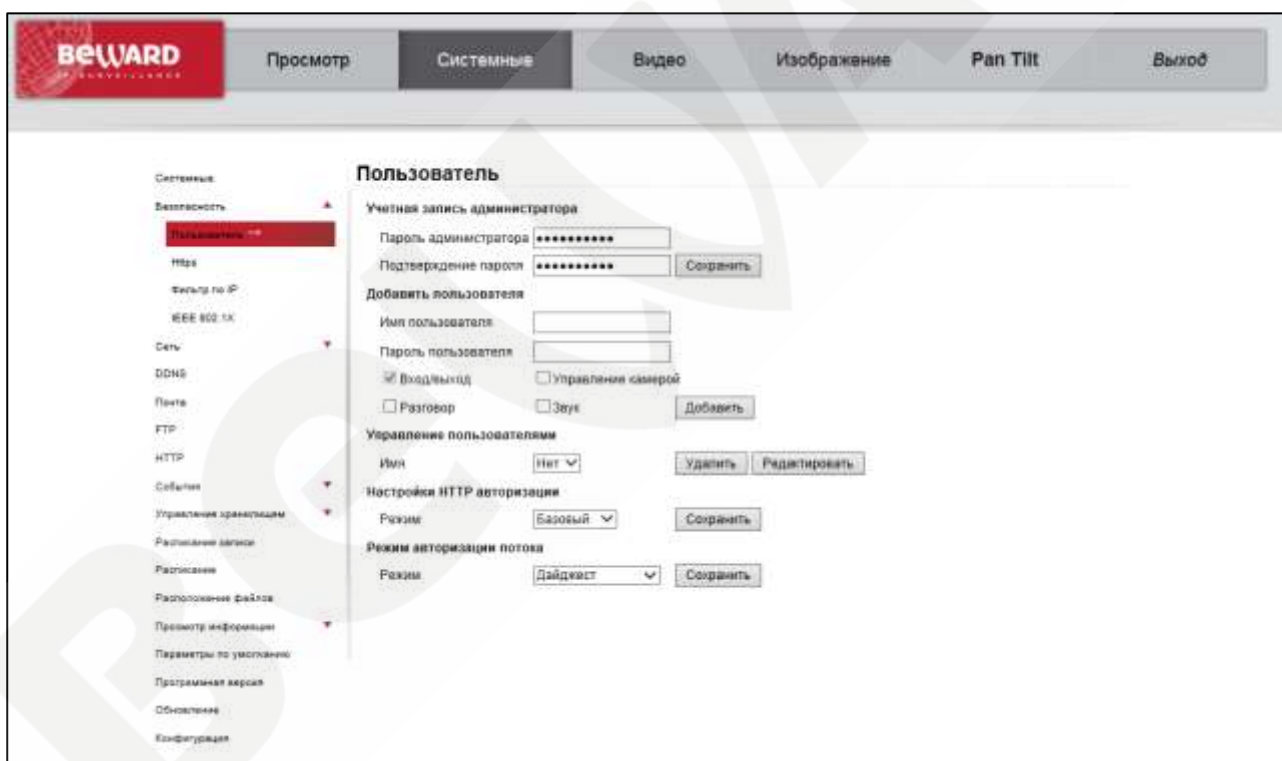 BEWARD
IP SURVEILLANCE
Просмотр
Системные
Видео
Изображение
Pan Tilt
Выход
Системные
Безопасность
Пользователь
Https
Фильтр по IP
IEEE 802.1X
Сеть
DDNS
Почта
FTP
HTTP
События
Управление хранилищем
Расписание записи
Расписание
Расположение файлов
Просмотр информации
Параметры по умолчанию
Программная версия
Обновление
Конфигурация
Пользователь
Учетная запись администратора
Пароль администратора ••••••••••
Подтверждение пароля •••••••••• Сохранить
Добавить пользователя
Имя пользователя
Пароль пользователя
Вход/выход Управление камерой
Разговор Звук Добавить
Управление пользователями
Имя Нет Удалить Редактировать
Настройки HTTP авторизации
Режим Базовый Сохранить
Режим авторизации потока
Режим Дайджест Сохранить